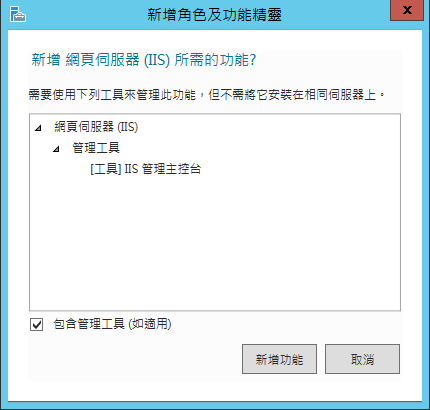 新增角色及功能精靈
x
新增 網頁伺服器 (IIS) 所需的功能?
需要使用下列工具來管理此功能，但不需將它安裝在相同伺服器上。
網頁伺服器 (IIS)
管理工具
[工具] IIS 管理主控台
包含管理工具 (如適用)
新增功能
取消